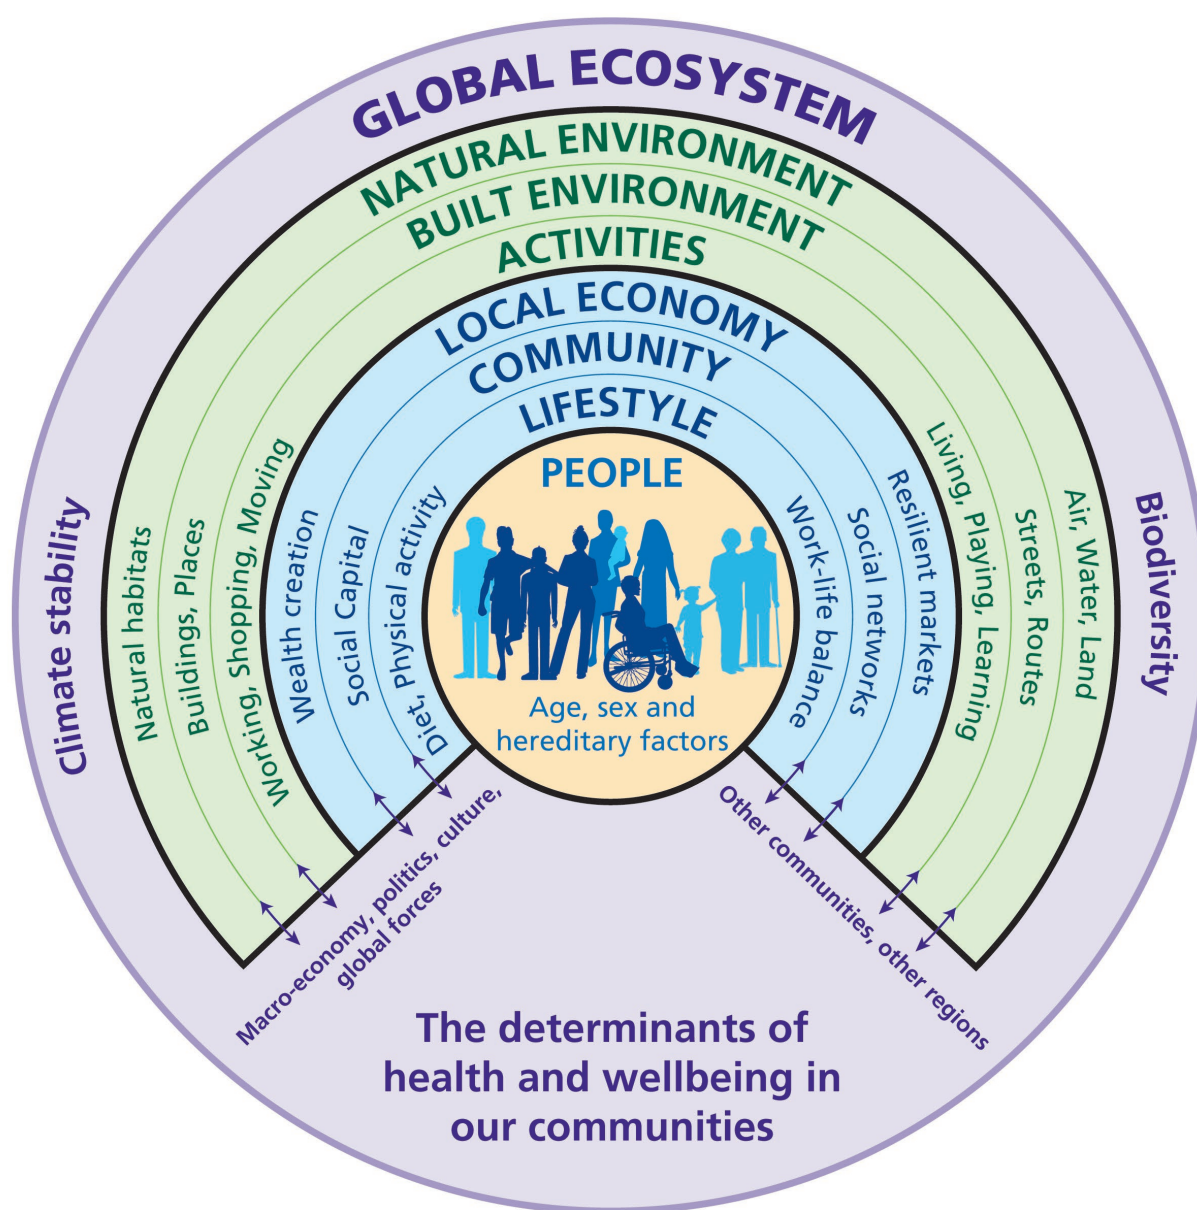 GLOBAL ECOSYSTEM
NATURAL ENVIRONMENT
BUILT ENVIRONMENT
ACTIVITIES
LOCAL ECONOMY
COMMUNITY
LIFESTYLE
PEOPLE
Age, sex and
hereditary factors
Climate stability
Natural habitats
Buildings, Places
Working, Shopping, Moving
Wealth creation
Social Capital
Diet, Physical activity
Work-life balance
Social networks
Resilient markets
Living, Playing, Learning
Streets, Routes
Air, Water, Land
Biodiversity
Macro-economy, politics, culture,
global forces
Other communities, other regions
The determinants of
health and wellbeing in
our communities